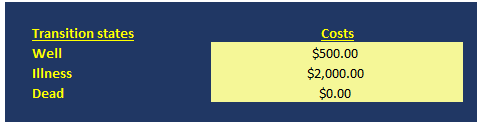 Transition states Costs
Well $500.00
Illness $2,000.00
Dead $0.00